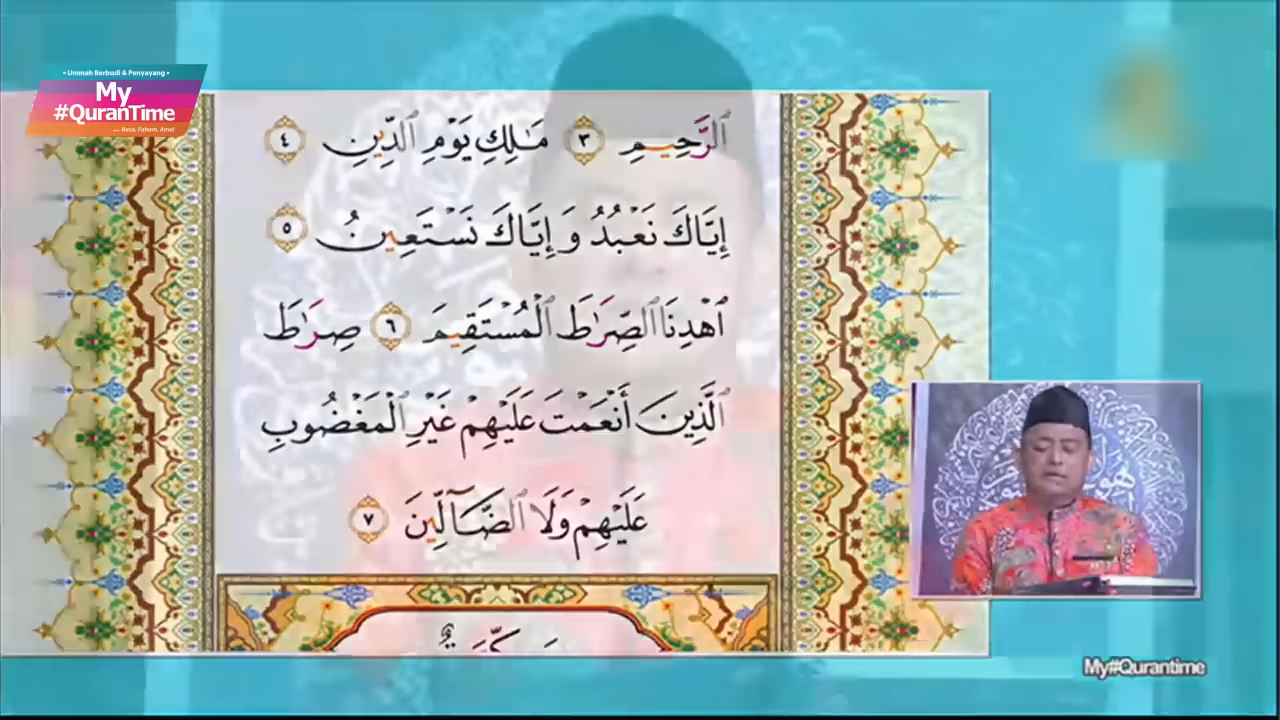 • Ummah Berbudi & Penyayang •
My
#QuranTime
... Baca, Faham, Amal
ٱلرَّحِيمِ ٣ مَـٰلِكِ يَوْمِ ٱلدِّينِ ٤
إِيَّاكَ نَعْبُدُ وَإِيَّاكَ نَسْتَعِينُ ٥
ٱهْدِنَا ٱلصِّرَٰطَ ٱلْمُسْتَقِيمَ ٦ صِرَٰطَ
ٱلَّذِينَ أَنْعَمْتَ عَلَيْهِمْ غَيْرِ ٱلْمَغْضُوبِ
عَلَيْهِمْ وَلَا ٱلضَّآلِّينَ ٧
My#Qurantime